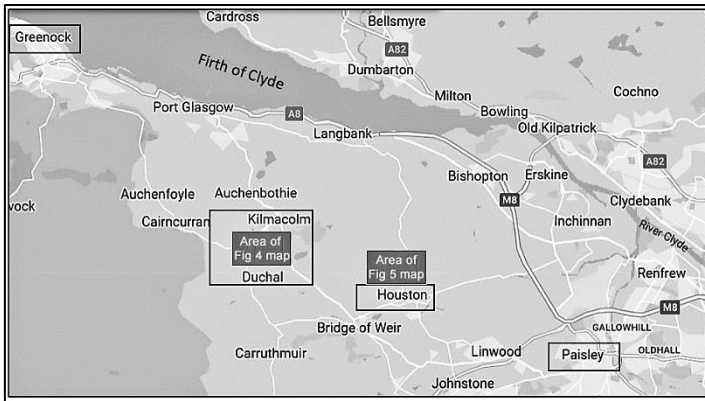 Cardross
Bellsmyre
Greenock
A82
Firth of Clyde
Dumbarton
Cochno
Milton
Port Glasgow
Bowling
A8
Langbank
Old Kilpatrick
A82
Bishopton
Erskine
Auchenfoyle
Auchenbothie
M8
Clydebank
vock
Cairncurran
Kilmacolm
Inchinnan
River Clyde
Area of
Fig 4 map
Area of
Fig 5 map
Duchal
Renfrew
Houston
M8
Bridge of Weir
GALLOWHILL
Carruthmuir
Linwood
Paisley
OLDHALL
Johnstone